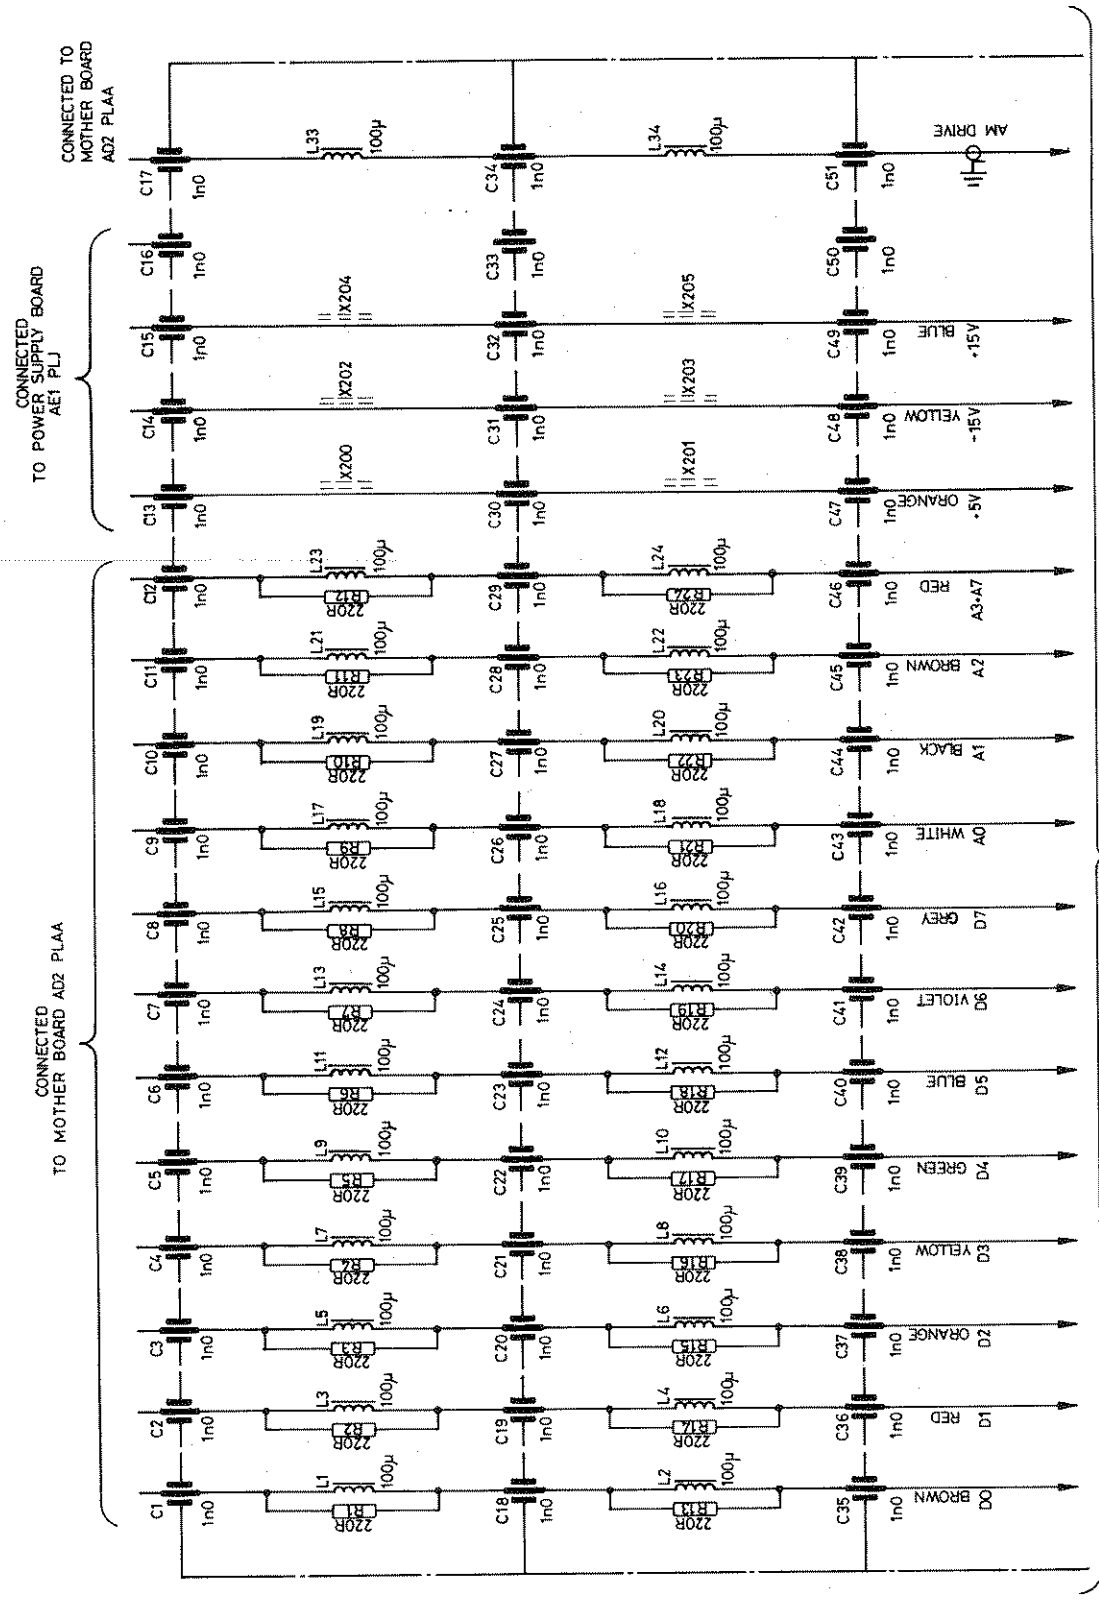 CONNECTED
TO MOTHER BOARD AD2 PLAA
CONNECTED
TO POWER SUPPLY BOARD
AE1 PLJ
CONNECTED TO
MOTHER BOARD
AD2 PLAA
C1 C2 C3 C4 C5 C6 C7 C8 C9 C10 C11 C12 C13 C14 C15 C16 C17
1n0 1n0 1n0 1n0 1n0 1n0 1n0 1n0 1n0 1n0 1n0 1n0 1n0 1n0 1n0 1n0 1n0
L1 L3 L5 L7 L9 L11 L13 L15 L17 L19 L21 L23 L33
R1 R2 R3 R4 R5 R6 R7 R8 R9 R10 R11 R12 X200 X202 X204
220R 220R 220R 220R 220R 220R 220R 220R 220R 220R 220R 220R
100µ 100µ 100µ 100µ 100µ 100µ 100µ 100µ 100µ 100µ 100µ 100µ 100µ
C18 C19 C20 C21 C22 C23 C24 C25 C26 C27 C28 C29 C30 C31 C32 C33 C34
1n0 1n0 1n0 1n0 1n0 1n0 1n0 1n0 1n0 1n0 1n0 1n0 1n0 1n0 1n0 1n0 1n0
L2 L4 L6 L8 L10 L12 L14 L16 L18 L20 L22 L24 L34
R13 R14 R15 R16 R17 R18 R19 R20 R21 R22 R23 R24 X201 X203 X205
220R 220R 220R 220R 220R 220R 220R 220R 220R 220R 220R 220R
100µ 100µ 100µ 100µ 100µ 100µ 100µ 100µ 100µ 100µ 100µ 100µ 100µ
C35 C36 C37 C38 C39 C40 C41 C42 C43 C44 C45 C46 C47 C48 C49 C50 C51
1n0 1n0 1n0 1n0 1n0 1n0 1n0 1n0 1n0 1n0 1n0 1n0 1n0 1n0 1n0 1n0 1n0
BROWN RED ORANGE YELLOW GREEN BLUE VIOLET GREY WHITE BLACK BROWN RED ORANGE YELLOW BLUE AM DRIVE
D0 D1 D2 D3 D4 D5 D6 D7 A0 A1 A2 A3+A7 +5V +15V +15V